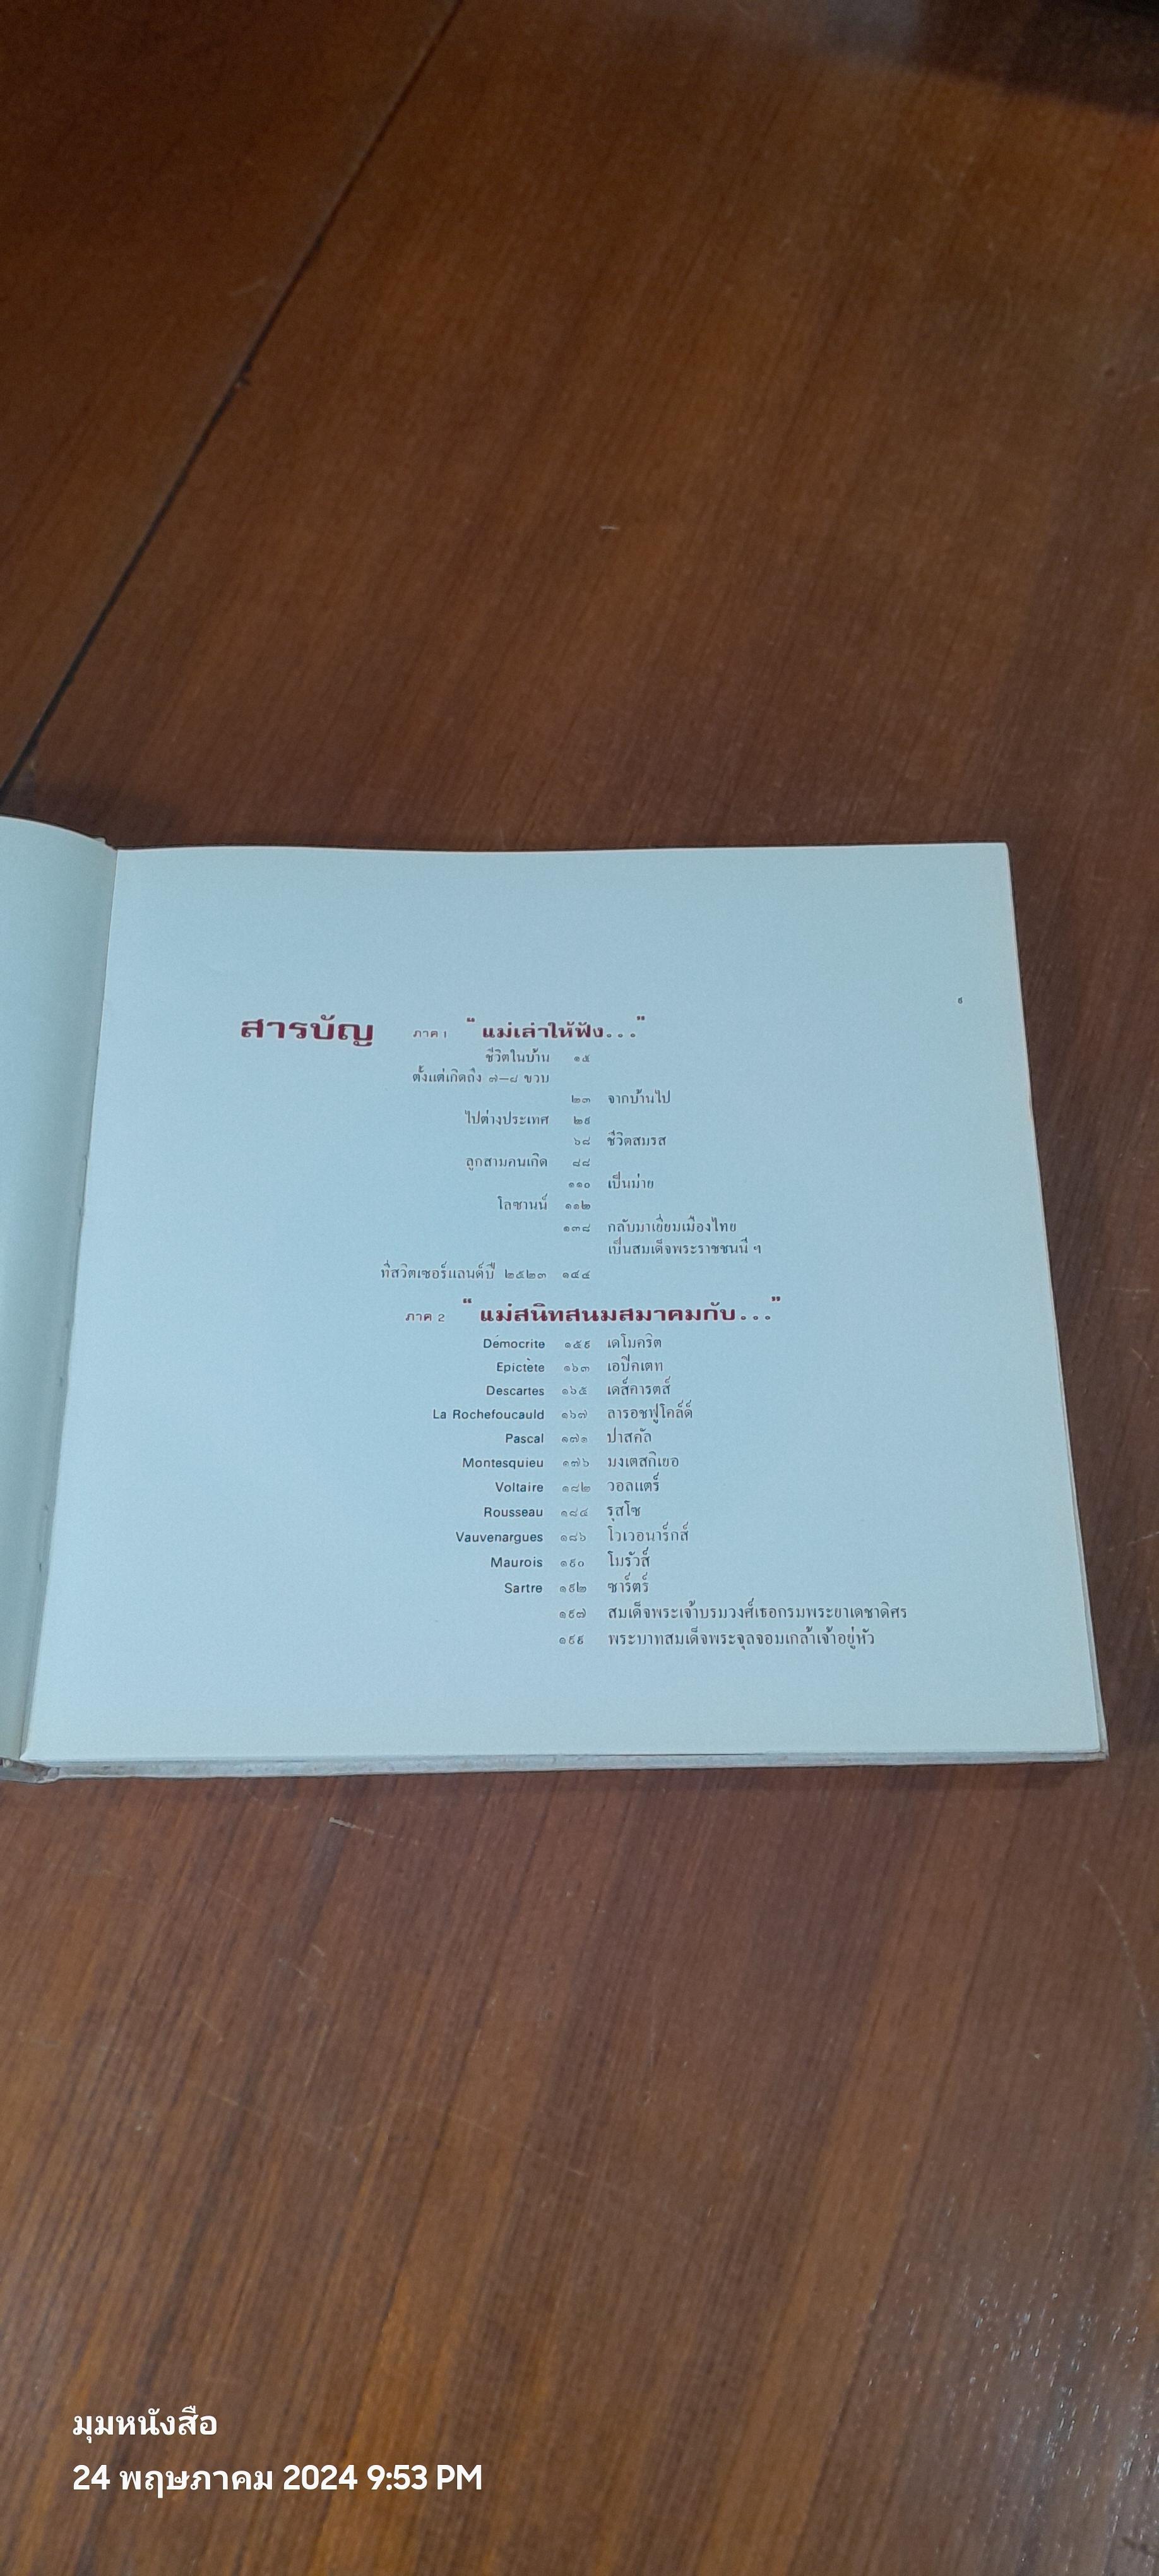 ๙
สารบัญ ภาค 1 “แม่เล่าให้ฟัง...”
ชีวิตในบ้าน ๑๕
ตั้งแต่เกิดถึง ๗–๘ ขวบ
๒๓ จากบ้านไป
ไปต่างประเทศ ๒๙
๖๘ ชีวิตสมรส
ลูกสามคนเกิด ๘๘
๑๑๐ เป็นม่าย
โลซานน์ ๑๑๒
๑๓๘ กลับมาเยี่ยมเมืองไทย
เป็นสมเด็จพระราชชนนี ฯ
ที่สวิตเซอร์แลนด์ปี ๒๕๒๓ ๑๔๔
ภาค 2 “แม่สนิทสนมสมาคมกับ...”
Démocrite ๑๕๙ เดโมคริต
Epictète ๑๖๓ เอปิคเตท
Descartes ๑๖๕ เดส์คารตส์
La Rochefoucauld ๑๖๗ ลารอชฟูโคล์ด์
Pascal ๑๗๑ ปาสคัล
Montesquieu ๑๗๖ มงเตสกิเยอ
Voltaire ๑๘๒ วอลแตร์
Rousseau ๑๘๔ รุสโซ
Vauvenargues ๑๘๖ โวเวอนาร์กส์
Maurois ๑๙๐ โมรัวส์
Sartre ๑๙๒ ซาร์ตร์
๑๙๗ สมเด็จพระเจ้าบรมวงศ์เธอกรมพระยาเดชาดิศร
๑๙๙ พระบาทสมเด็จพระจุลจอมเกล้าเจ้าอยู่หัว
มุมหนังสือ
24 พฤษภาคม 2024 9:53 PM